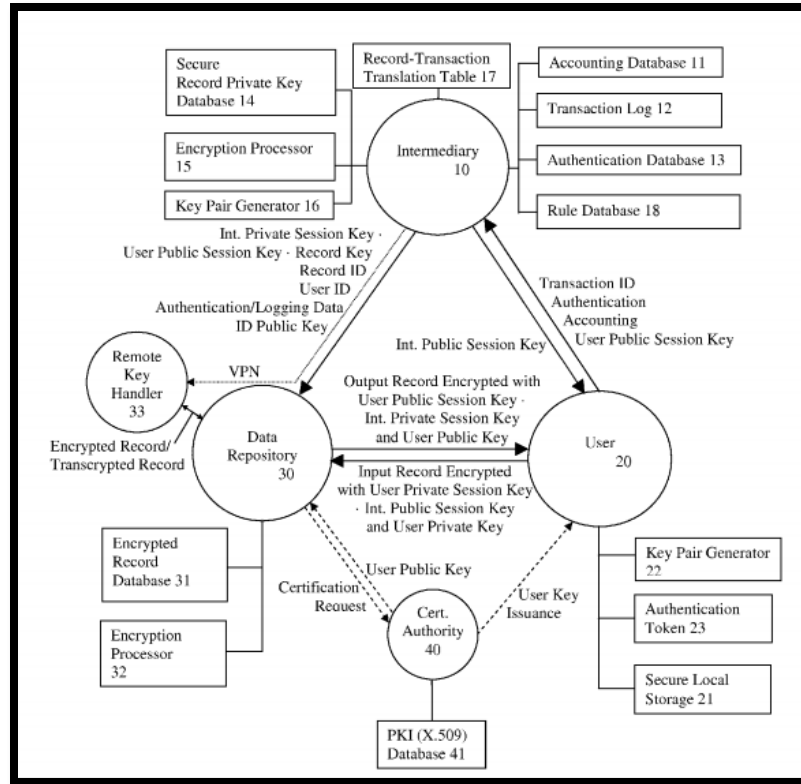 Secure
Record Private Key
Database 14
Record-Transaction
Translation Table 17
Accounting Database 11
Transaction Log 12
Encryption Processor
15
Intermediary
10
Authentication Database 13
Key Pair Generator 16
Rule Database 18
Int. Private Session Key ·
User Public Session Key · Record Key
Record ID
User ID
Authentication/Logging Data
ID Public Key
Transaction ID
Authentication
Accounting
User Public Session Key
Int. Public Session Key
Remote
Key
Handler
33
VPN
Output Record Encrypted with
User Public Session Key ·
Int. Private Session Key
and User Public Key
Encrypted Record/
Transcrypted Record
Data
Repository
30
User
20
Input Record Encrypted
with User Private Session Key
· Int. Public Session Key
and User Private Key
Encrypted
Record
Database 31
Encryption
Processor
32
User Public Key
Certification
Request
Cert.
Authority
40
User Key
Issuance
Key Pair Generator
22
Authentication
Token 23
Secure Local
Storage 21
PKI (X.509)
Database 41